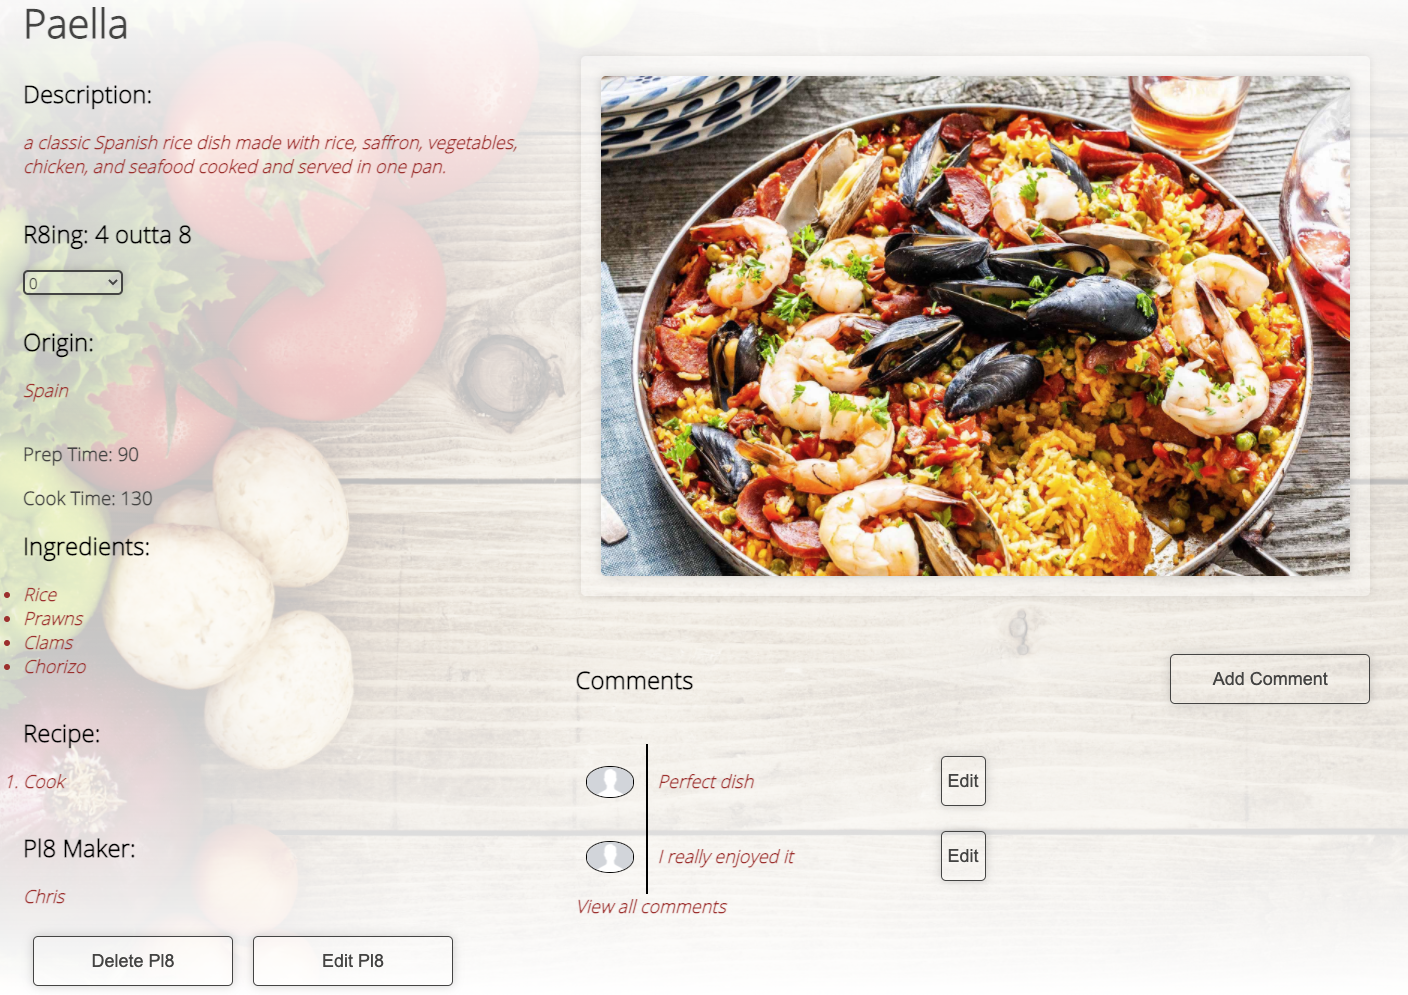 Paella
Description:
a classic Spanish rice dish made with rice, saffron, vegetables,
chicken, and seafood cooked and served in one pan.
R8ing: 4 outta 8
0
Origin:
Spain
Prep Time: 90
Cook Time: 130
Ingredients:
• Rice
• Prawns
• Clams
• Chorizo
Recipe:
1. Cook
Pl8 Maker:
Chris
Delete Pl8
Edit Pl8
Comments
Add Comment
Perfect dish
Edit
I really enjoyed it
Edit
View all comments